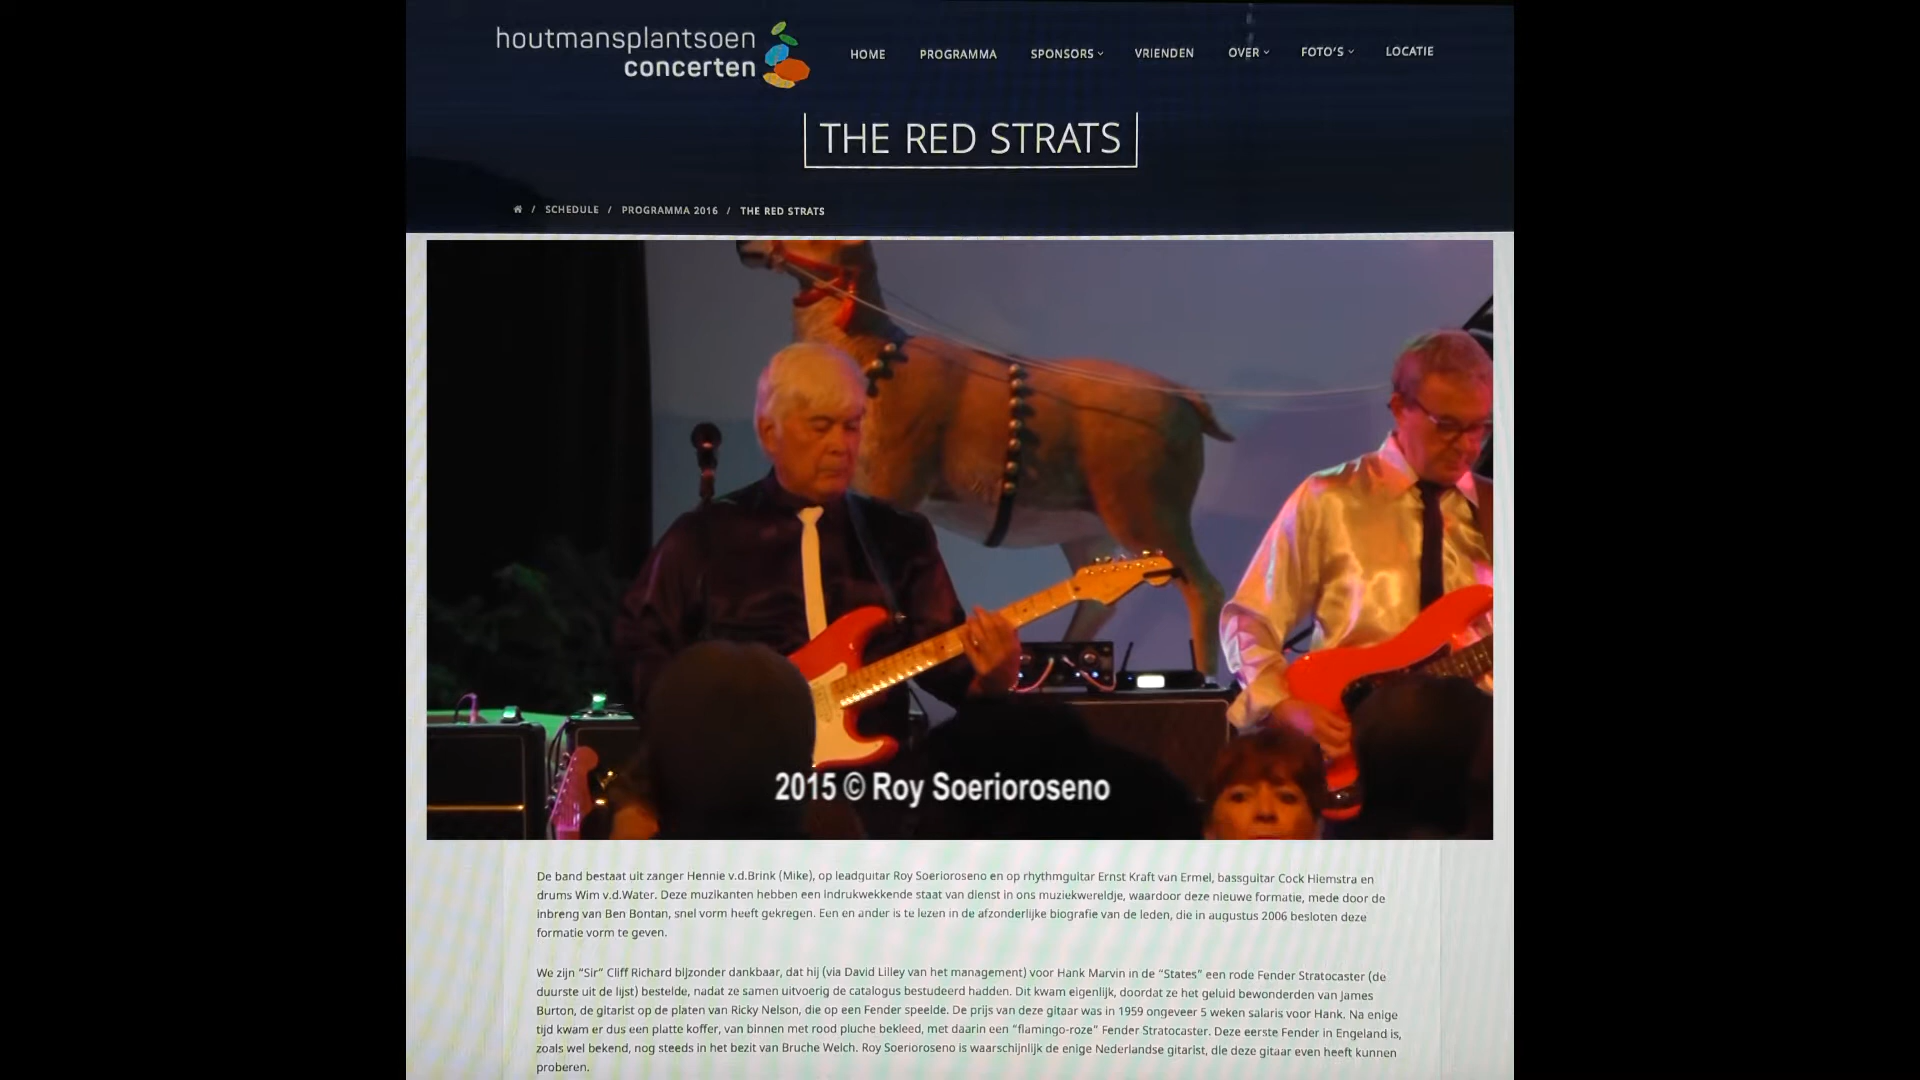 houtmansplantsoen
concerten
HOME PROGRAMMA SPONSORS VRIENDEN OVER FOTO'S LOCATIE
THE RED STRATS
/ SCHEDULE / PROGRAMMA 2016 / THE RED STRATS
2015 © Roy Soerioroseno
De band bestaat uit zanger Hennie v.d.Brink (Mike), op leadguitar Roy Soerioroseno en op rhythmguitar Ernst Kraft van Ermel, bassguitar Cock Hiemstra en
drums Wim v.d.Water. Deze muzikanten hebben een indrukwekkende staat van dienst in ons muziekwereldje, waardoor deze nieuwe formatie, mede door de
inbreng van Ben Bontan, snel vorm heeft gekregen. Een en ander is te lezen in de afzonderlijke biografie van de leden, die in augustus 2006 besloten deze
formatie vorm te geven.
We zijn "Sir" Cliff Richard bijzonder dankbaar, dat hij (via David Lilley van het management) voor Hank Marvin in de "States" een rode Fender Stratocaster (de
duurste uit de lijst) bestelde, nadat ze samen uitvoerig de catalogus bestudeerd hadden. Dit kwam eigenlijk, doordat ze het geluid bewonderden van James
Burton, de gitarist op de platen van Ricky Nelson, die op een Fender speelde. De prijs van deze gitaar was in 1959 ongeveer 5 weken salaris voor Hank. Na enige
tijd kwam er dus een platte koffer, van binnen met rood pluche bekleed, met daarin een "flamingo-roze" Fender Stratocaster. Deze eerste Fender in Engeland is,
zoals wel bekend, nog steeds in het bezit van Bruche Welch. Roy Soerioroseno is waarschijnlijk de enige Nederlandse gitarist, die deze gitaar even heeft kunnen
proberen.